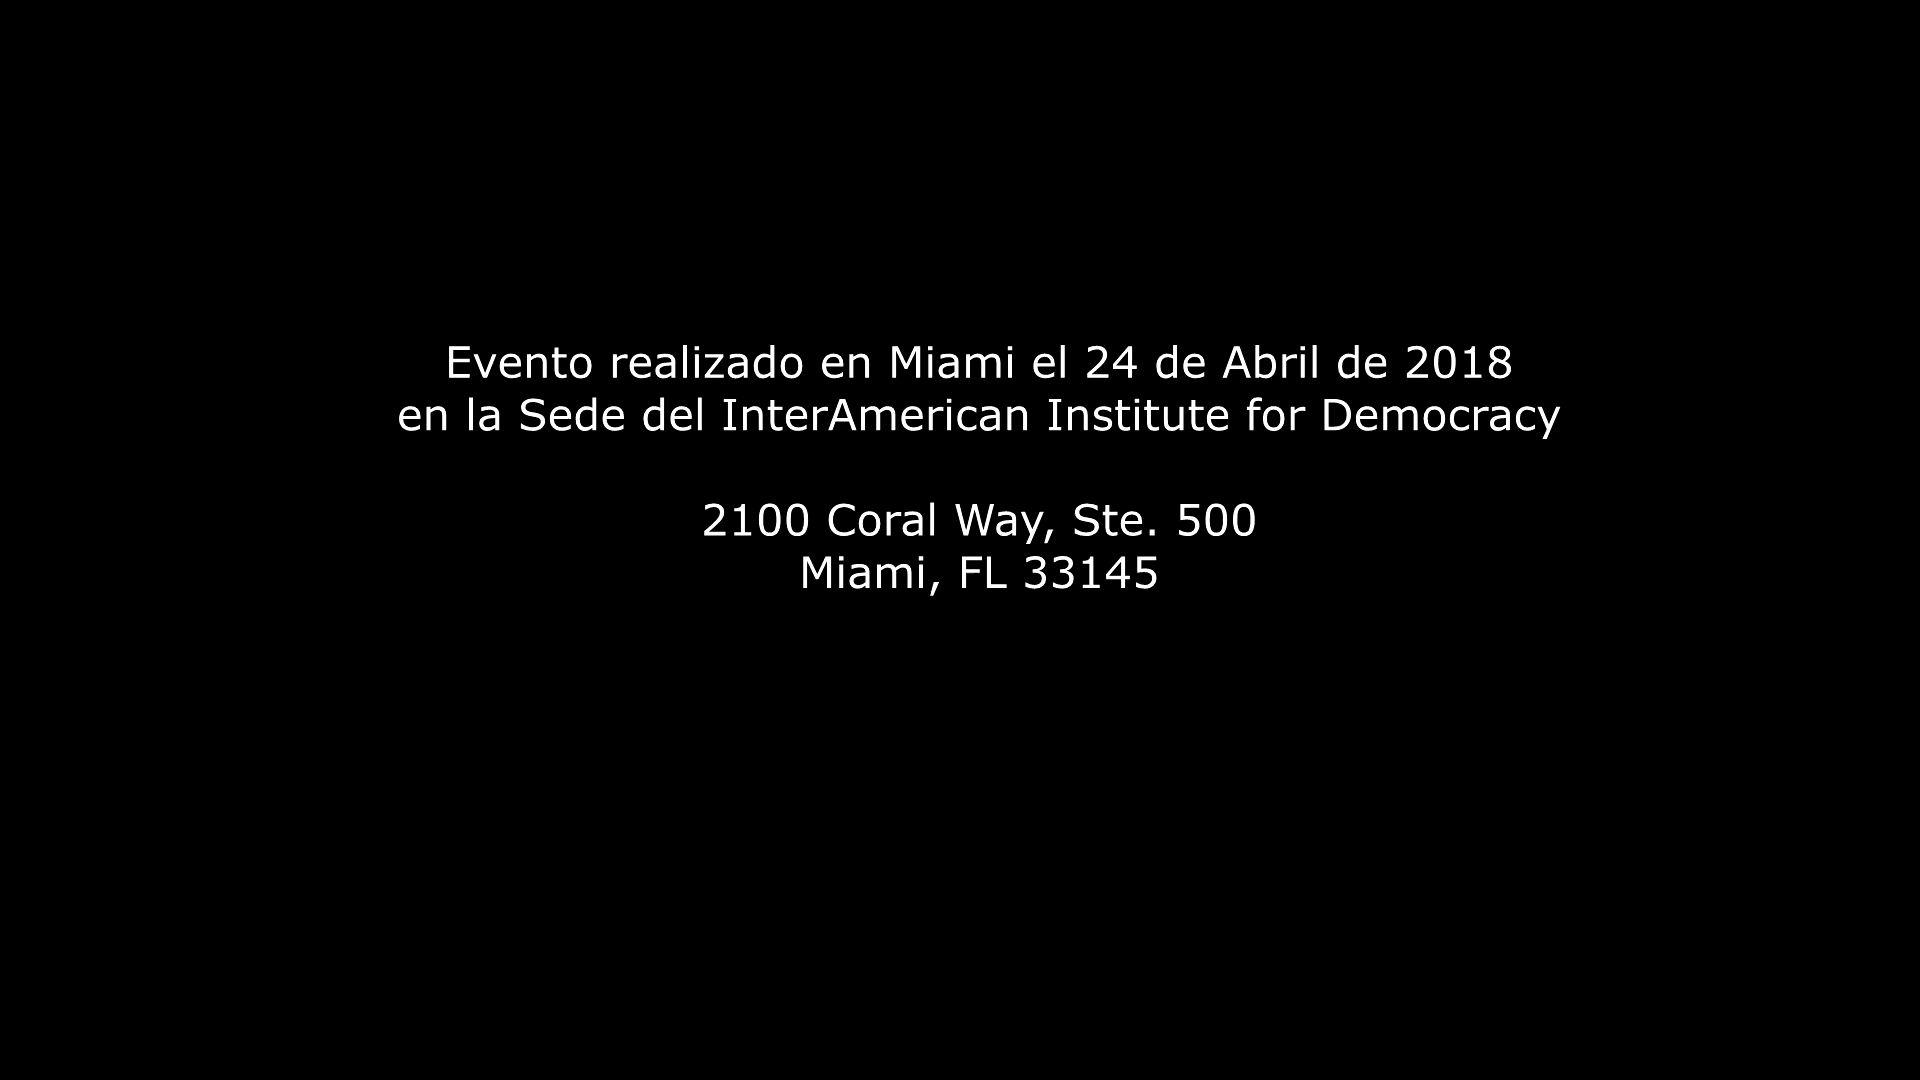 Evento realizado en Miami el 24 de Abril de 2018
en la Sede del InterAmerican Institute for Democracy
2100 Coral Way, Ste. 500
Miami, FL 33145